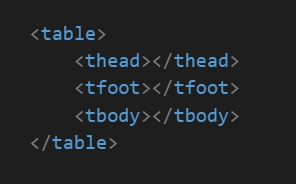 <table>
    <thead></thead>
    <tfoot></tfoot>
    <tbody></tbody>
</table>